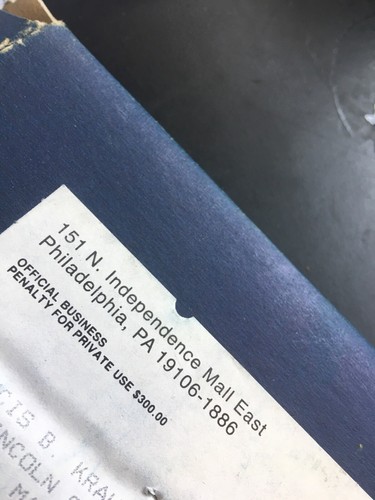 151 N. Independence Mall East
Philadelphia, PA 19106-1886
OFFICIAL BUSINESS
PENALTY FOR PRIVATE USE $300.00
B.